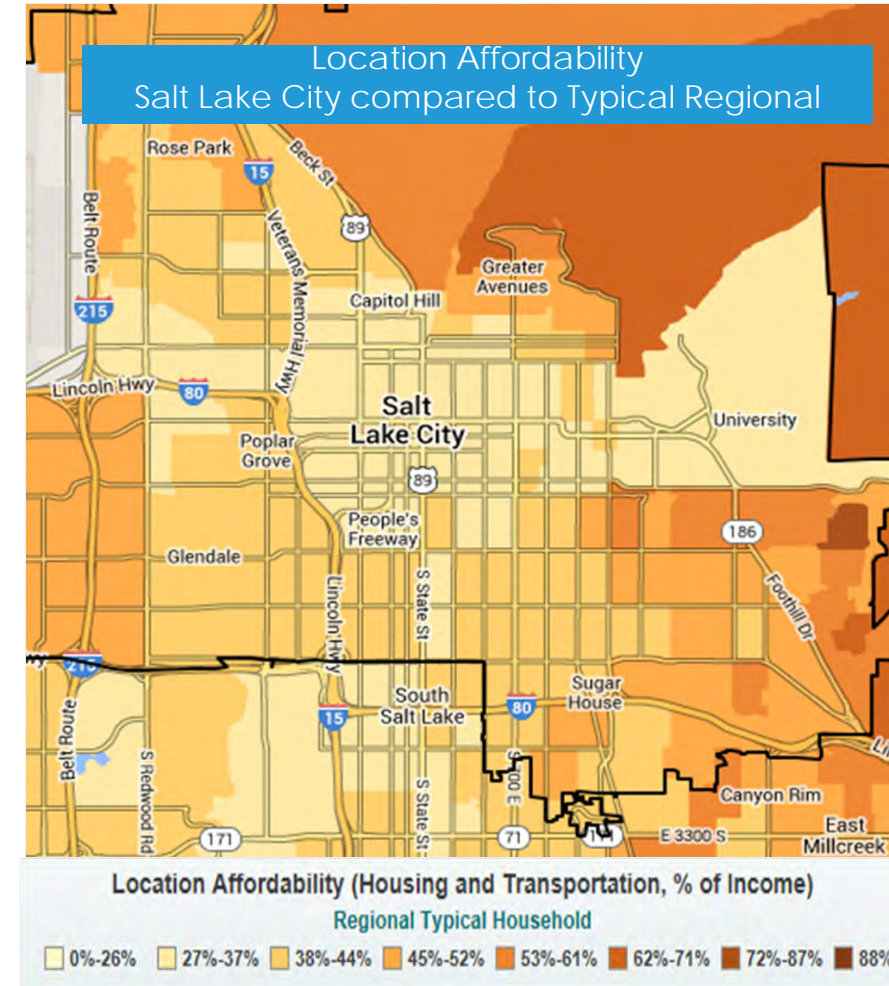 Location Affordability
Salt Lake City compared to Typical Regional
Rose Park
15
Beck St
Belt Route
89
Veterans Memorial Hwy
Greater
Avenues
Capitol Hill
215
Lincoln Hwy
80
Salt
Lake City
University
Poplar
Grove
89
People's
Freeway
186
Glendale
Lincoln Hwy
S State St
Foothill Dr
215
Sugar
House
South
Salt Lake
80
15
Belt Route
S Redwood Rd
S State St
Canyon Rim
171
71
E 3300 S
East
Millcreek
Location Affordability (Housing and Transportation, % of Income)
Regional Typical Household
0%-26% 27%-37% 38%-44% 45%-52% 53%-61% 62%-71% 72%-87% 88%